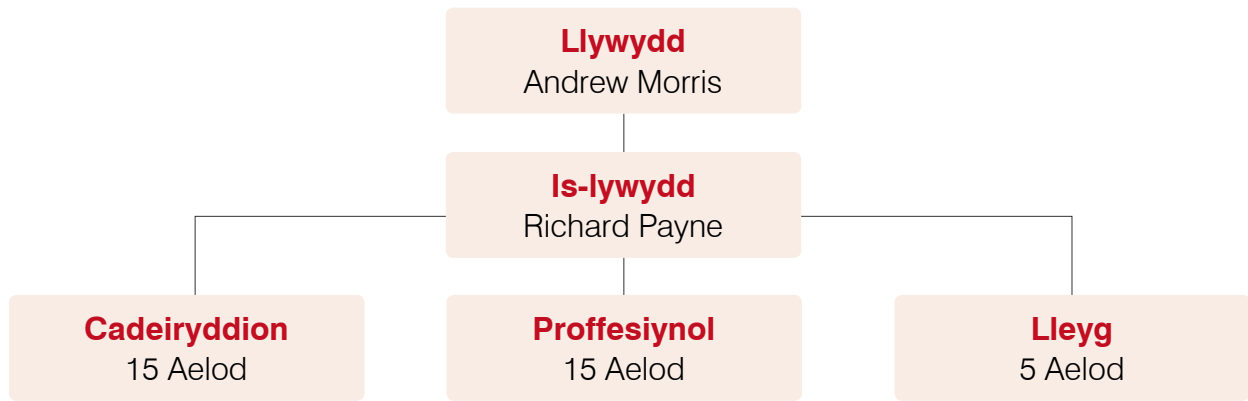 Llywydd
Andrew Morris
Is-lywydd
Richard Payne
Cadeiryddion
15 Aelod
Proffesiynol
15 Aelod
Lleyg
5 Aelod